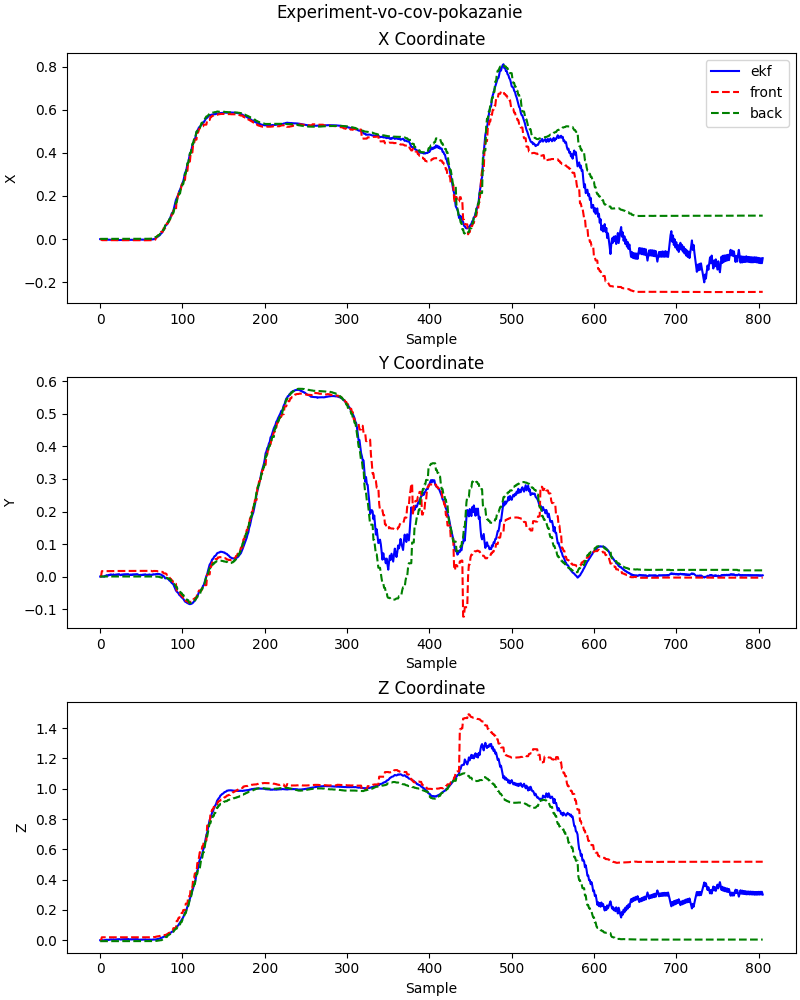 Experiment-vo-cov-pokazanie
X Coordinate
ekf
front
back
0.8
0.6
0.4
0.2
0.0
−0.2
X
0 100 200 300 400 500 600 700 800
Sample
Y Coordinate
0.6
0.5
0.4
0.3
0.2
0.1
0.0
−0.1
Y
0 100 200 300 400 500 600 700 800
Sample
Z Coordinate
1.4
1.2
1.0
0.8
0.6
0.4
0.2
0.0
Z
0 100 200 300 400 500 600 700 800
Sample